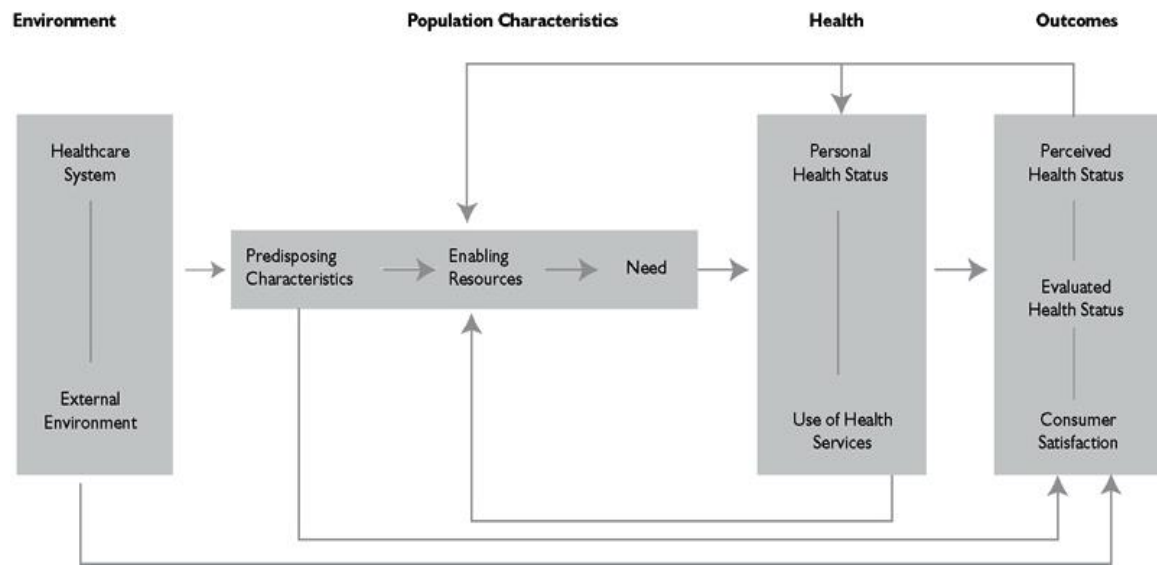 Environment
Population Characteristics
Health
Outcomes
Healthcare
System
External
Environment
Predisposing
Characteristics
Enabling
Resources
Need
Personal
Health Status
Use of Health
Services
Perceived
Health Status
Evaluated
Health Status
Consumer
Satisfaction